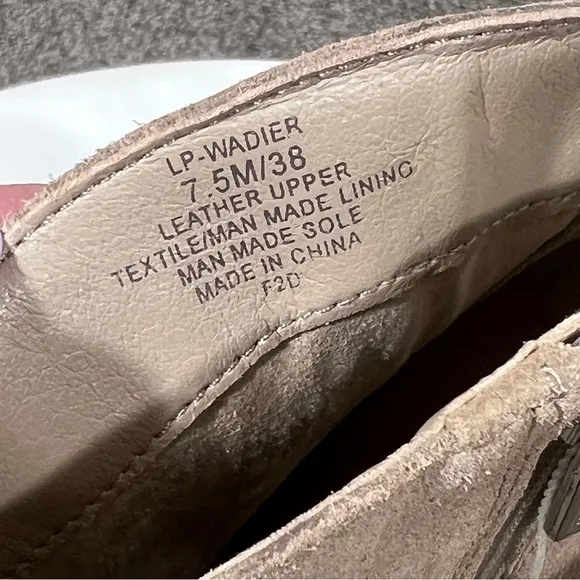 LP-WADIER
7.5M/38
LEATHER UPPER
TEXTILE/MAN MADE LINING
MAN MADE SOLE
MADE IN CHINA
F2D